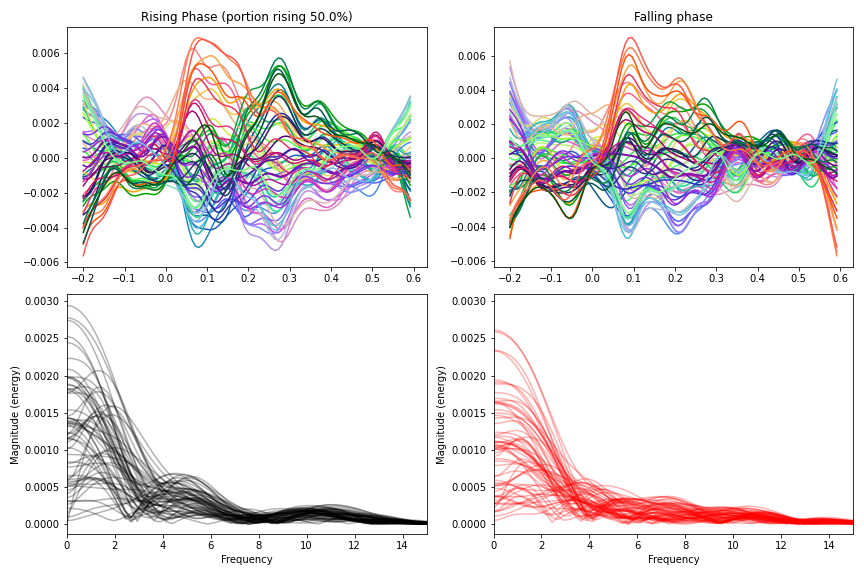 Rising Phase (portion rising 50.0%)
0.006
0.004
0.002
0.000
−0.002
−0.004
−0.006
−0.2 −0.1 0.0 0.1 0.2 0.3 0.4 0.5 0.6
Falling phase
0.006
0.004
0.002
0.000
−0.002
−0.004
−0.006
−0.2 −0.1 0.0 0.1 0.2 0.3 0.4 0.5 0.6
Magnitude (energy)
0.0030
0.0025
0.0020
0.0015
0.0010
0.0005
0.0000
0 2 4 6 8 10 12 14
Frequency
Magnitude (energy)
0.0030
0.0025
0.0020
0.0015
0.0010
0.0005
0.0000
0 2 4 6 8 10 12 14
Frequency